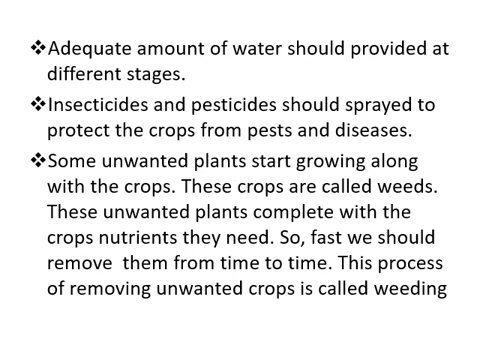 ❖Adequate amount of water should provided at
different stages.
❖Insecticides and pesticides should sprayed to
protect the crops from pests and diseases.
❖Some unwanted plants start growing along
with the crops. These crops are called weeds.
These unwanted plants complete with the
crops nutrients they need. So, fast we should
remove  them from time to time. This process
of removing unwanted crops is called weeding